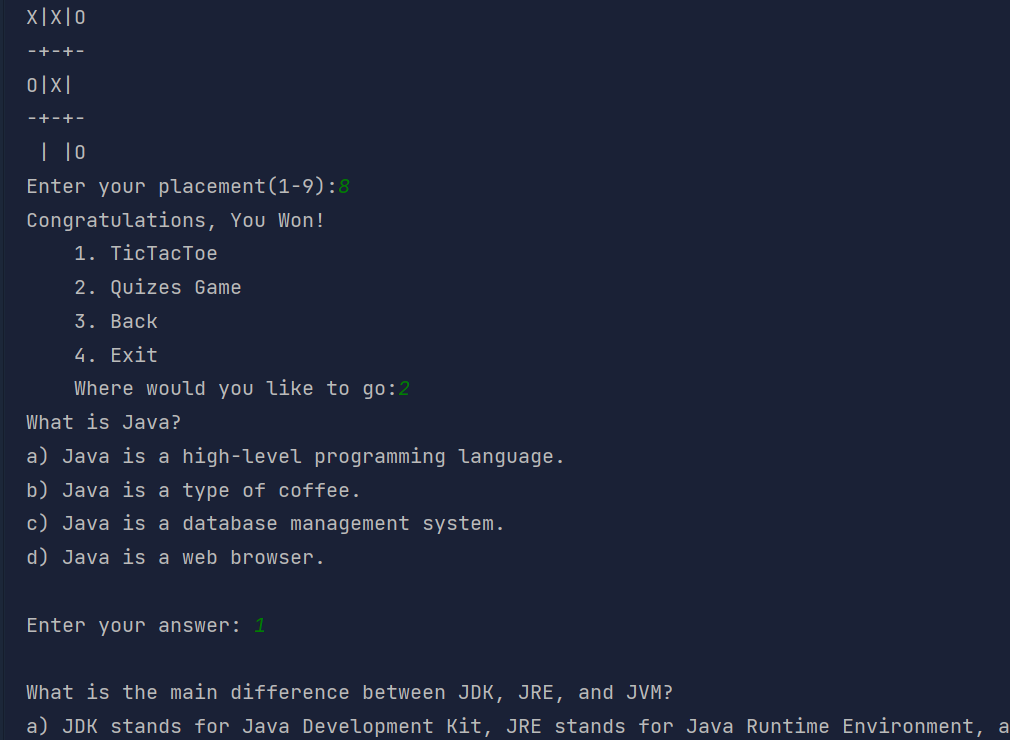 X|X|O
-+-+-
O|X|
-+-+-
 | |O
Enter your placement(1-9):8
Congratulations, You Won!
    1. TicTacToe
    2. Quizes Game
    3. Back
    4. Exit
    Where would you like to go:2
What is Java?
a) Java is a high-level programming language.
b) Java is a type of coffee.
c) Java is a database management system.
d) Java is a web browser.

Enter your answer: 1

What is the main difference between JDK, JRE, and JVM?
a) JDK stands for Java Development Kit, JRE stands for Java Runtime Environment, a